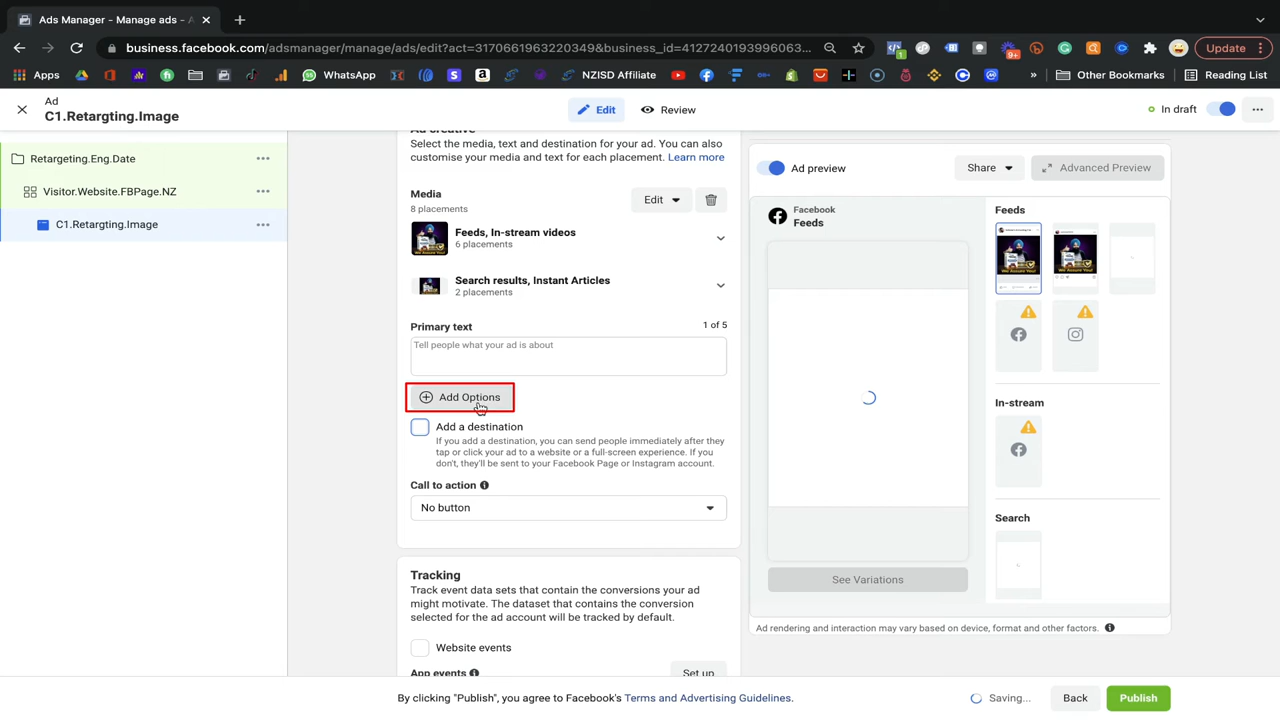 Ads Manager - Manage ads - A
business.facebook.com/adsmanager/manage/ads/edit?act=3170661963220349&business_id=4127240193996063...
Update
Apps
WhatsApp
NZISD Affiliate
Other Bookmarks
Reading List
Ad
C1.Retargting.Image
Edit
Review
In draft
Retargeting.Eng.Date
Visitor.Website.FBPage.NZ
C1.Retargting.Image
Ad creative
Select the media, text and destination for your ad. You can also
customise your media and text for each placement. Learn more
Media
8 placements
Edit
Feeds, In-stream videos
6 placements
Search results, Instant Articles
2 placements
Primary text
1 of 5
Tell people what your ad is about
Add Options
Add a destination
If you add a destination, you can send people immediately after they
tap or click your ad to a website or a full-screen experience. If you
don't, they'll be sent to your Facebook Page or Instagram account.
Call to action
No button
Tracking
Track event data sets that contain the conversions your ad
might motivate. The dataset that contains the conversion
selected for the ad account will be tracked by default.
Website events
App events
Set up
Ad preview
Share
Advanced Preview
Facebook
Feeds
See Variations
Feeds
We Assure You!
We Assure You!
In-stream
Search
Ad rendering and interaction may vary based on device, format and other factors.
By clicking "Publish", you agree to Facebook's Terms and Advertising Guidelines.
Saving...
Back
Publish